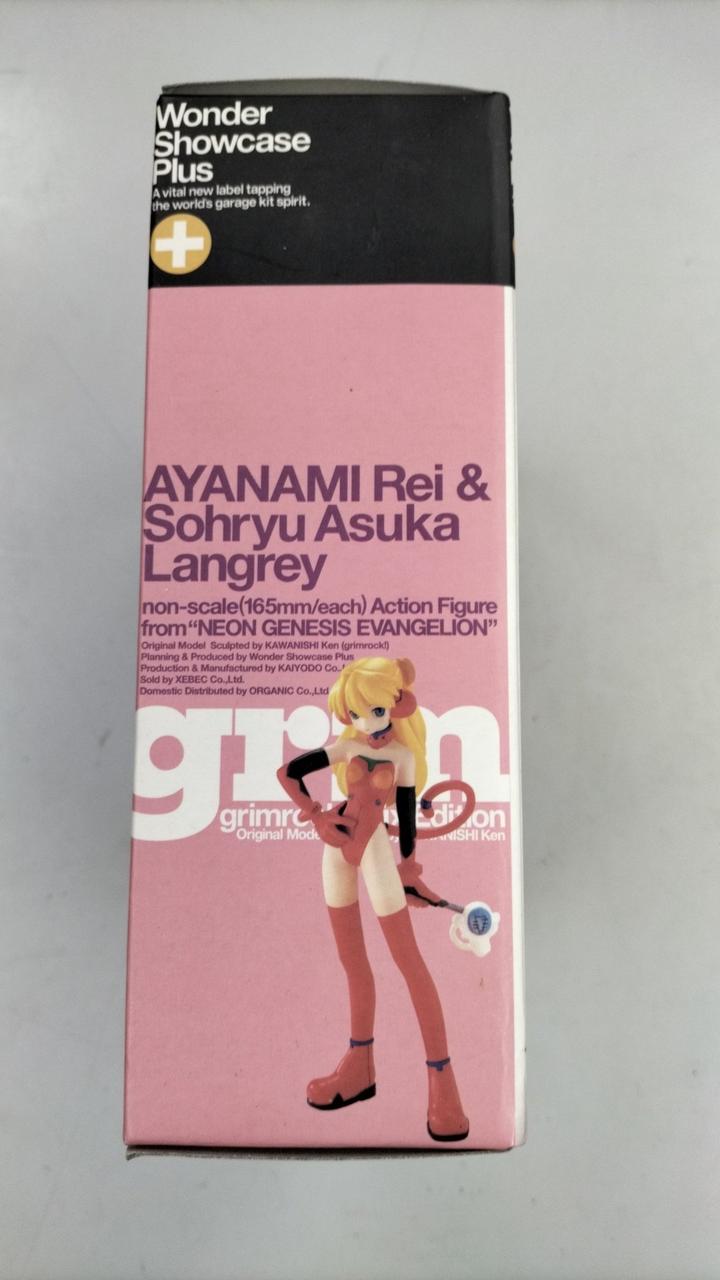 Wonder
Showcase
Plus
A vital new label tapping
the world's garage kit spirit.
AYANAMI Rei &
Sohryu Asuka
Langrey
non-scale(165mm/each) Action Figure
from “NEON GENESIS EVANGELION”
Original Model Sculpted by KAWANISHI Ken (grimrock!)
Planning & Produced by Wonder Showcase Plus
Production & Manufactured by KAIYODO Co.,
Sold by XEBEC Co.,Ltd.
Domestic Distributed by ORGANIC Co.,Ltd
grim
Edition
Original Ken